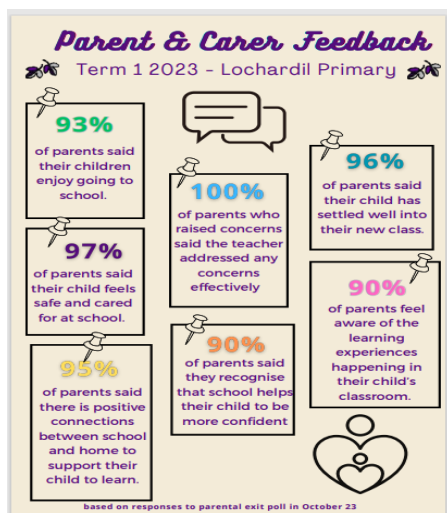 Parent & Carer Feedback
Term 1 2023 - Lochardil Primary
93%
of parents said
their children
enjoy going to
school.
97%
of parents said
their child feels
safe and cared
for at school.
95%
of parents said
there is positive
connections
between school
and home to
support their
child to learn.
100%
of parents who
raised concerns
said the teacher
addressed any
concerns
effectively
90%
of parents said
they recognise
that school helps
their child to be
more confident
96%
of parents said
their child has
settled well into
their new class.
90%
of parents feel
aware of the
learning
experiences
happening in
their child's
classroom.
based on responses to parental exit poll in October 23